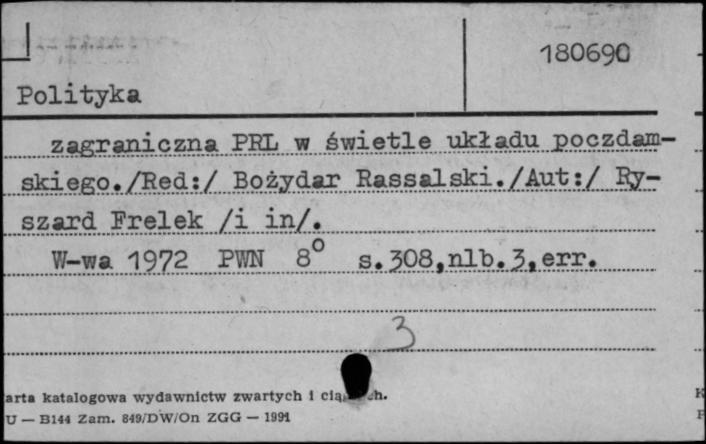 180690
Polityka
zagraniczna PRL w świetle układu poczdam-
skiego./Red:/ Bożydar Rassalski./Aut:/ Ry-
szard Frelek /i in/.
W-wa 1972 PWN 8° s.308,nlb.3,err.
3
arta katalogowa wydawnictw zwartych i
U — B144 Zam. 849/DW/On ZGG — 1991